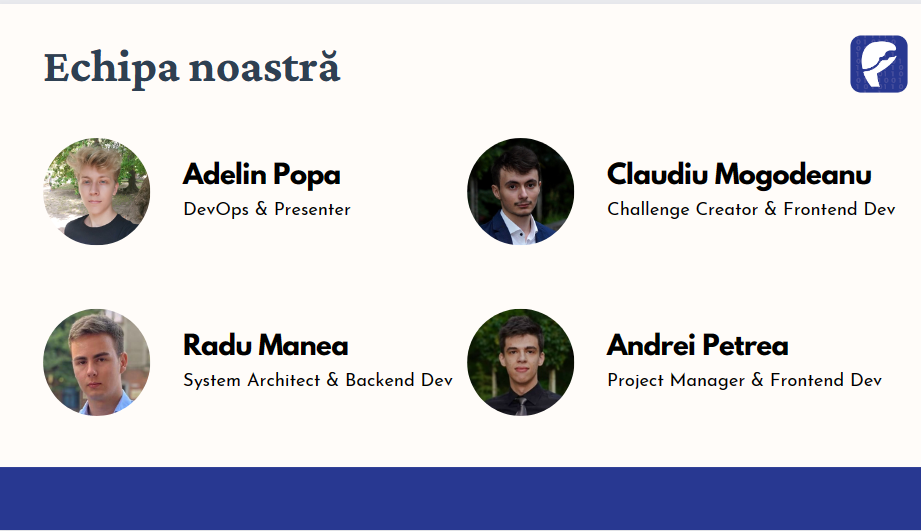 Echipa noastră
Adelin Popa
DevOps & Presenter
Claudiu Mogodeanu
Challenge Creator & Frontend Dev
Radu Manea
System Architect & Backend Dev
Andrei Petrea
Project Manager & Frontend Dev